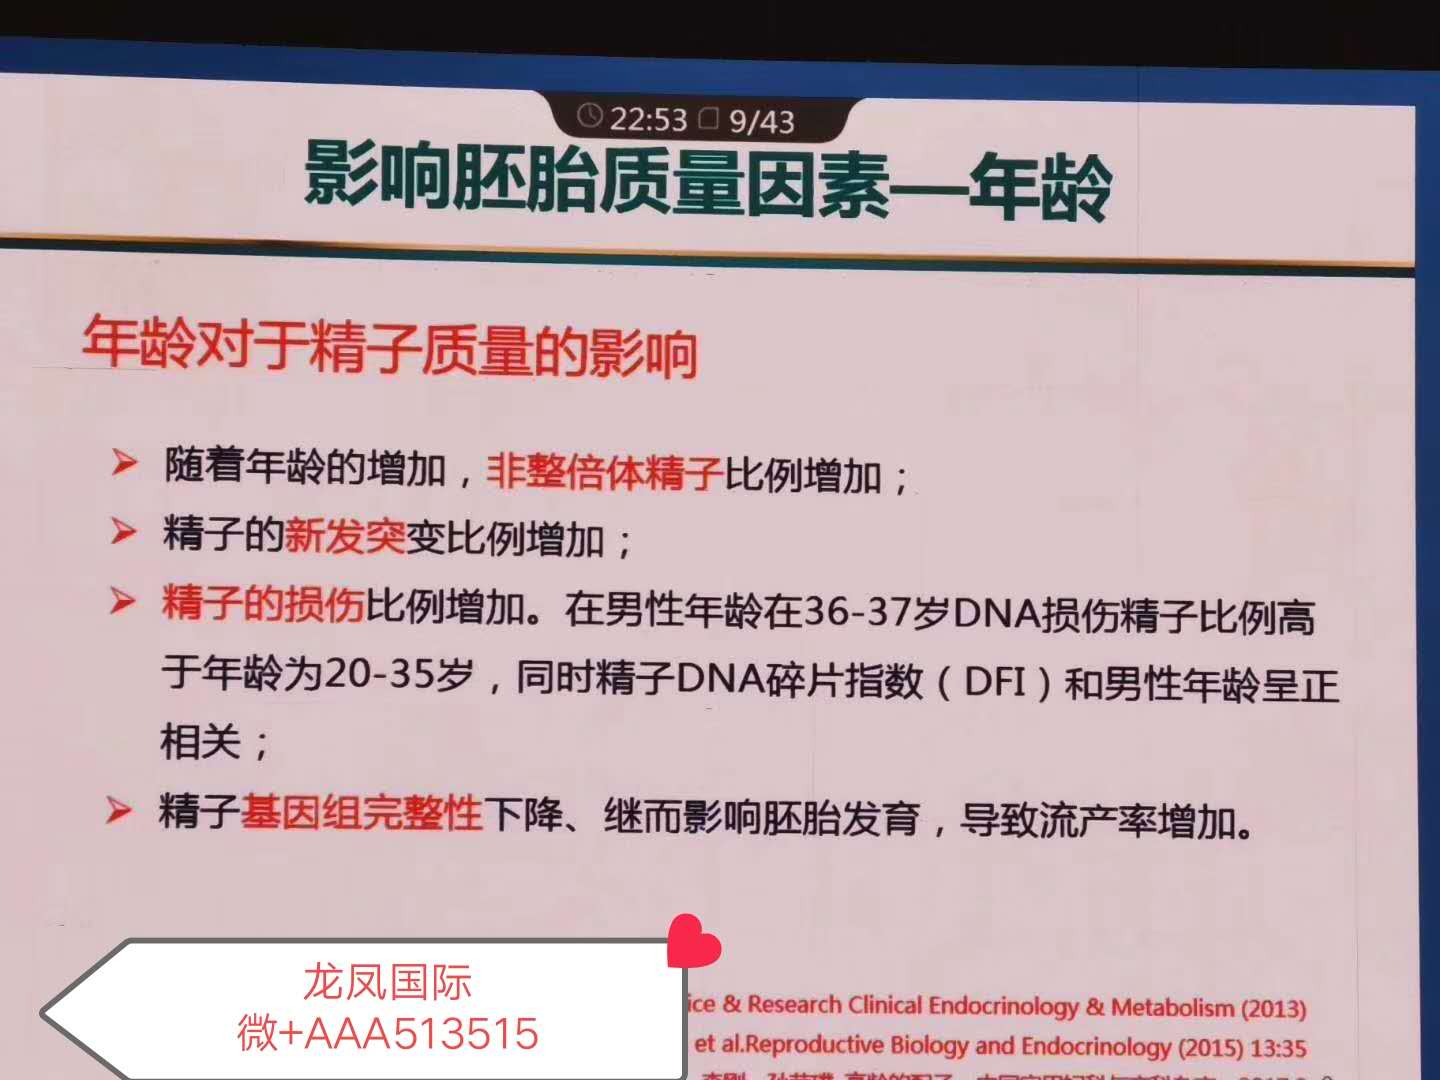 22:53 9/43
影响胚胎质量因素—年龄
年龄对于精子质量的影响
随着年龄的增加，非整倍体精子比例增加；
精子的新发突变比例增加；
精子的损伤比例增加。在男性年龄在36-37岁DNA损伤精子比例高
于年龄为20-35岁，同时精子DNA碎片指数（DFI）和男性年龄呈正
相关；
精子基因组完整性下降、继而影响胚胎发育，导致流产率增加。
龙凤国际
微+AAA513515
& Research Clinical Endocrinology & Metabolism (2013)
et al.Reproductive Biology and Endocrinology (2015) 13:35